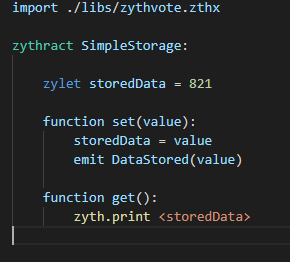 import ./libs/zythvote.zthx
zythract SimpleStorage:
zylet storedData = 821
function set(value):
storedData = value
emit DataStored(value)
function get():
zyth.print <storedData>